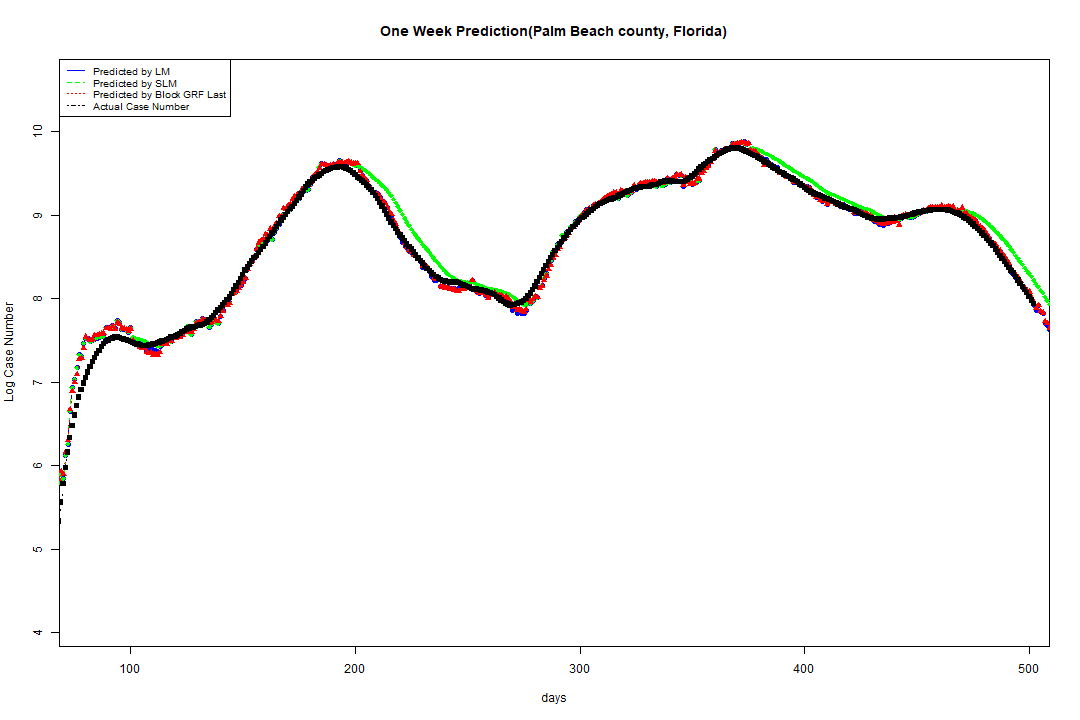 One Week Prediction(Palm Beach county, Florida)
Predicted by LM
Predicted by SLM
Predicted by Block GRF Last
Actual Case Number
10
9
8
7
6
5
4
Log Case Number
100 200 300 400 500
days